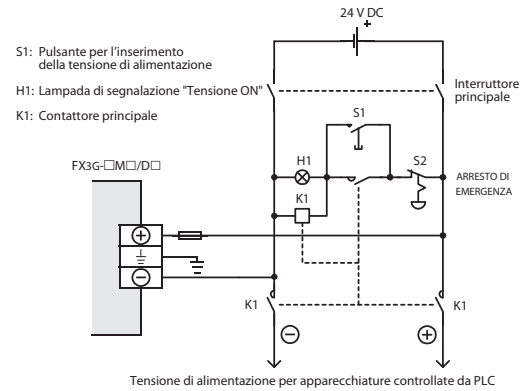 24 V DC
S1: Pulsante per l'inserimento
della tensione di alimentazione
H1: Lampada di segnalazione "Tensione ON"
K1: Contattore principale
Interruttore
principale
S1
H1
S2
ARRESTO DI
EMERGENZA
K1
FX3G-□M□/D□
K1
K1
Tensione di alimentazione per apparecchiature controllate da PLC